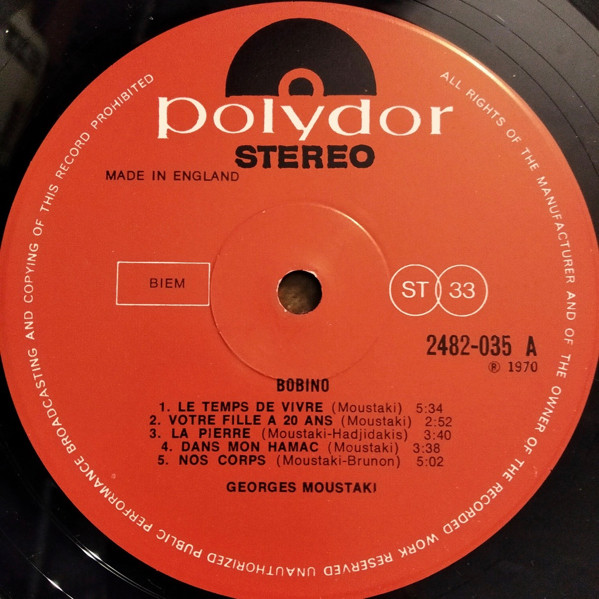 polydor
STEREO
MADE IN ENGLAND
BIEM
ST 33
2482-035 A
℗ 1970
BOBINO
1. LE TEMPS DE VIVRE (Moustaki) 5:34
2. VOTRE FILLE A 20 ANS (Moustaki) 2:52
3. LA PIERRE (Moustaki-Hadjidakis) 3:40
4. DANS MON HAMAC (Moustaki) 3:38
5. NOS CORPS (Moustaki-Brunon) 5:02
GEORGES MOUSTAKI
ALL RIGHTS OF THE MANUFACTURER AND OF THE OWNER OF THE RECORDED WORK RESERVED UNAUTHORIZED PUBLIC PERFORMANCE BROADCASTING AND COPYING OF THIS RECORD PROHIBITED